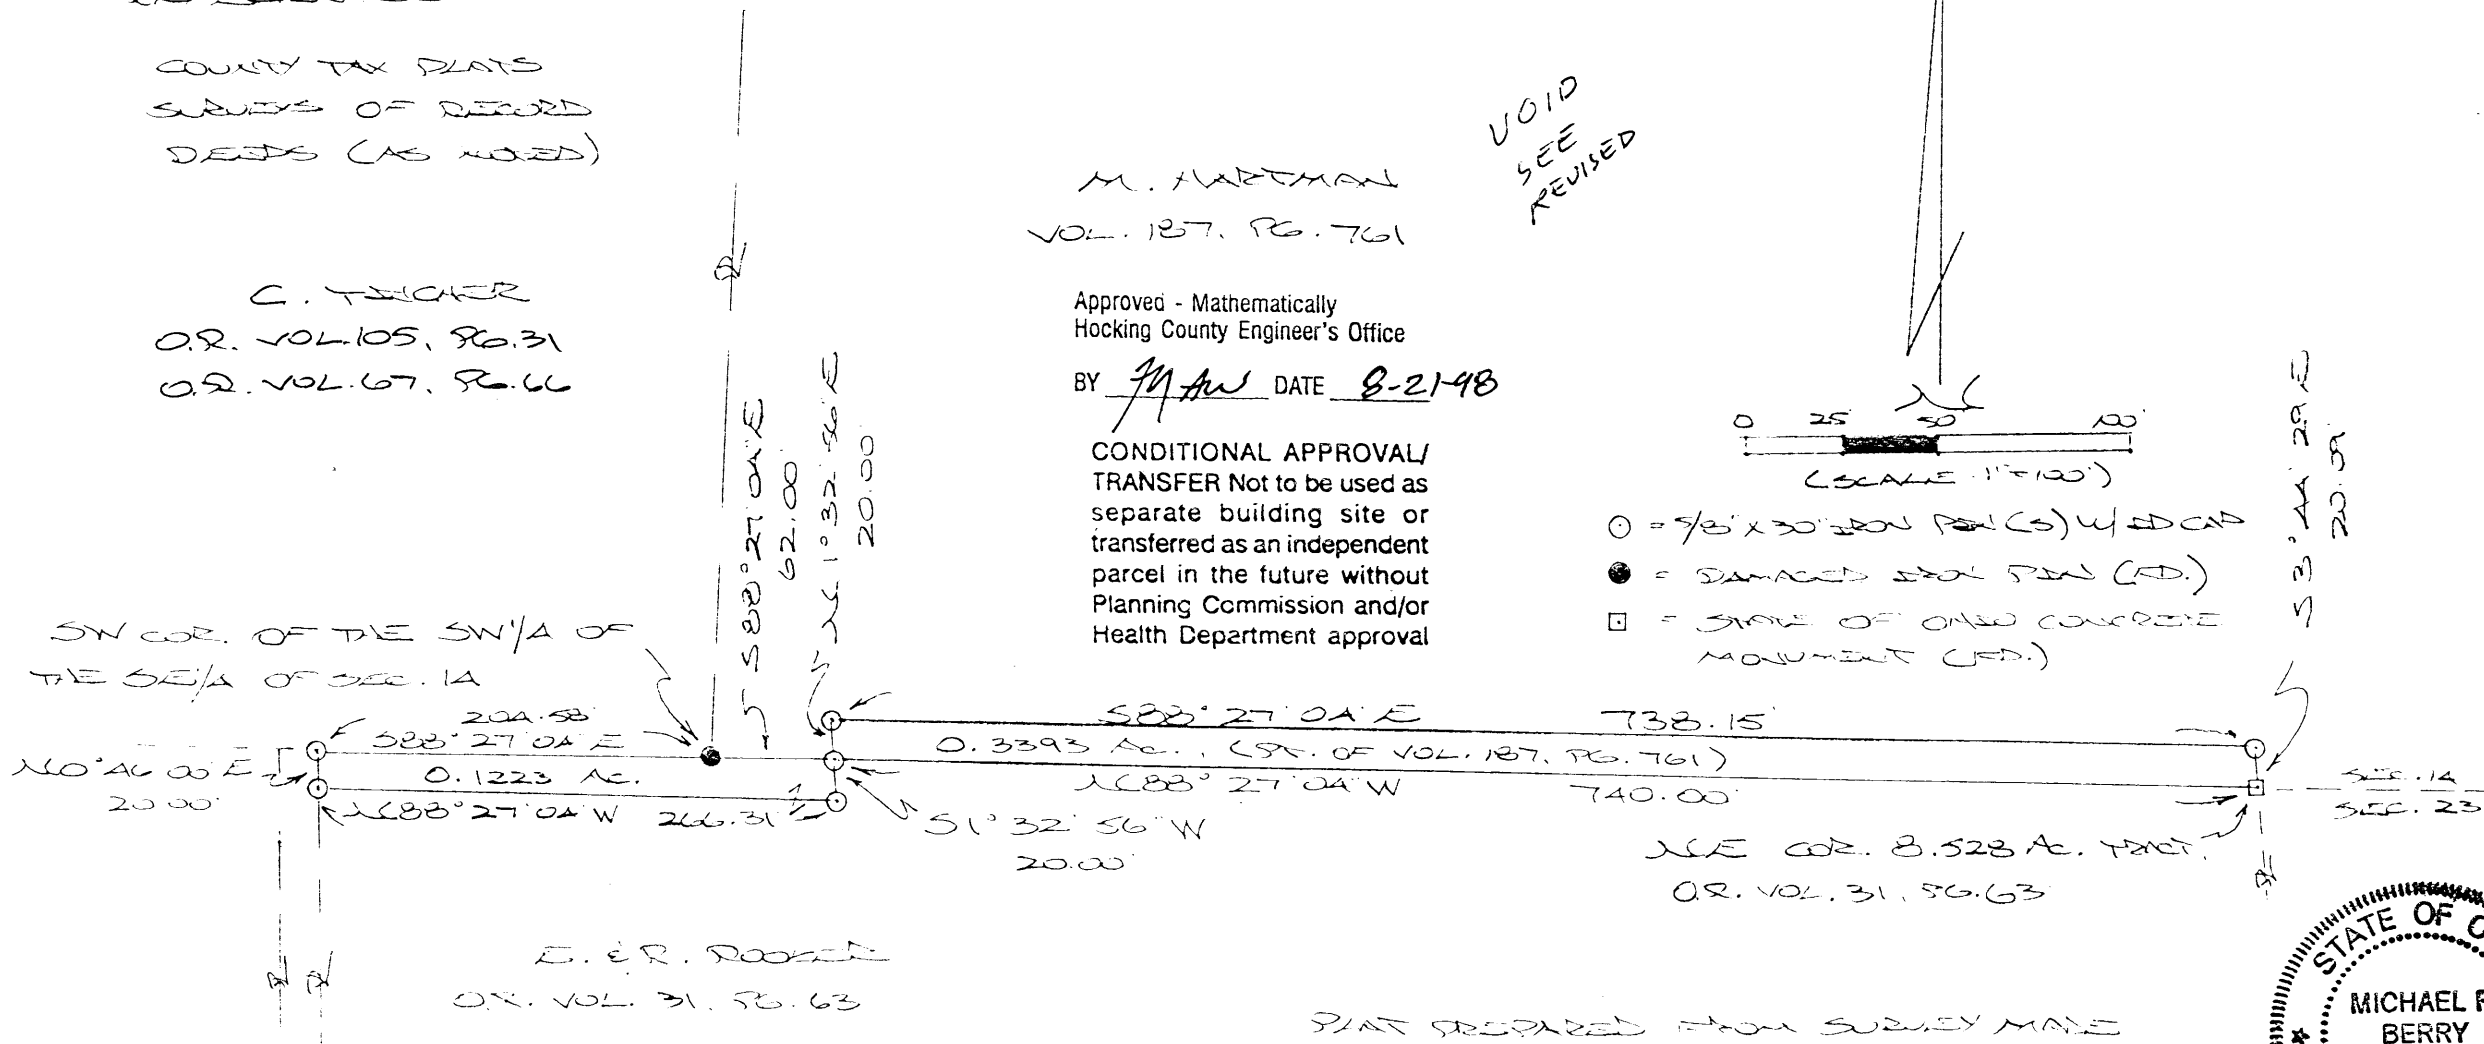 COUNTY TAX PLATS
SURVEYS OF RECORD
DEEDS (AS NOTED)
VOID
SEE
REVISED
M. HARTMAN
VOL. 187, PG. 761
C. TINCHER
O.R. VOL. 105, PG. 31
O.R. VOL. 67, PG. 66
Approved - Mathematically
Hocking County Engineer's Office
BY DATE 8-21-98
CONDITIONAL APPROVAL/
TRANSFER Not to be used as
separate building site or
transferred as an independent
parcel in the future without
Planning Commission and/or
Health Department approval
0 25 50 100
(SCALE 1"=100')
= 5/8" X 30" IRON PIN (S) W/ ID CAP
= DAMAGED IRON PIN (FD.)
= STATE OF OHIO CONCRETE
MONUMENT (FD.)
S 3° 44' 29" E
20.01'
S 88° 27' 04" E
62.00'
N 1° 32' 56" E
20.00'
SW COR. OF THE SW 1/4 OF
THE SE 1/4 OF SEC. 14
204.58'
S 88° 27' 04" E
N 0° 46' 00" E
20.00'
0.1223 AC.
N 88° 27' 04" W 266.31'
S 88° 27' 04" E 738.15'
0.3393 AC., (PT. OF VOL. 187, PG. 761)
N 88° 27' 04" W 740.00'
S 1° 32' 56" W
20.00'
SEC. 14
SEC. 23
NE COR. 8.528 AC. TRACT,
O.R. VOL. 31, PG. 63
E. & R. ROOKER
O.R. VOL. 31, PG. 63
PLAT PREPARED FROM SURVEY MADE
STATE OF O
MICHAEL P
BERRY